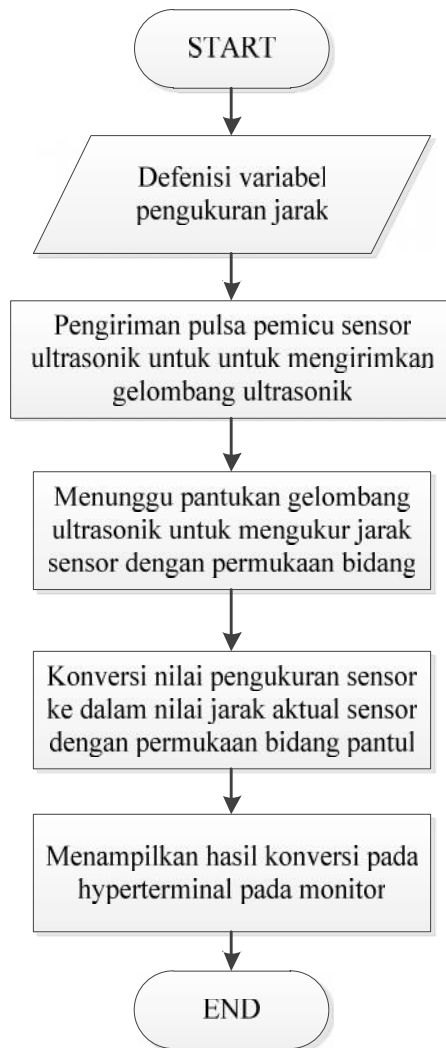 START
Defenisi variabel
pengukuran jarak
Pengiriman pulsa pemicu sensor
ultrasonik untuk untuk mengirimkan
gelombang ultrasonik
Menunggu pantukan gelombang
ultrasonik untuk mengukur jarak
sensor dengan permukaan bidang
Konversi nilai pengukuran sensor
ke dalam nilai jarak aktual sensor
dengan permukaan bidang pantul
Menampilkan hasil konversi pada
hyperterminal pada monitor
END